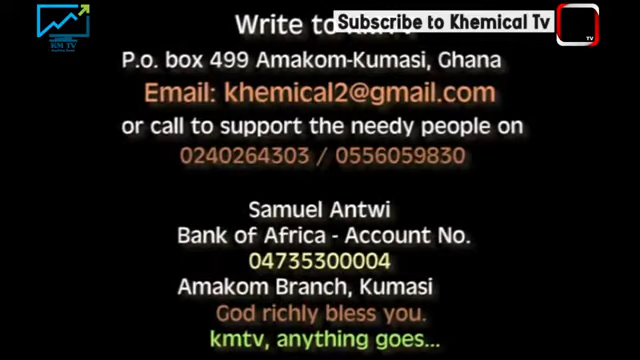 Write to
Subscribe to Khemical Tv
TV
KM TV
P.o. box 499 Amakom-Kumasi, Ghana
Email: khemical2@gmail.com
or call to support the needy people on
0240264303 / 0556059830
Samuel Antwi
Bank of Africa - Account No.
04735300004
Amakom Branch, Kumasi
God richly bless you.
kmtv, anything goes...